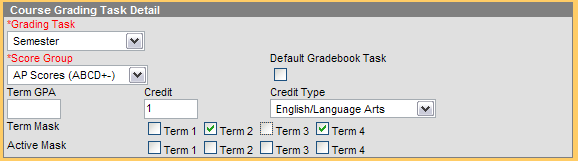 Course Grading Task Detail
*Grading Task
Semester
*Score Group
Default Gradebook Task
AP Scores (ABCD+-)
Term GPA
Credit
Credit Type
1
English/Language Arts
Term Mask
Term 1
Term 2
Term 3
Term 4
Active Mask
Term 1
Term 2
Term 3
Term 4